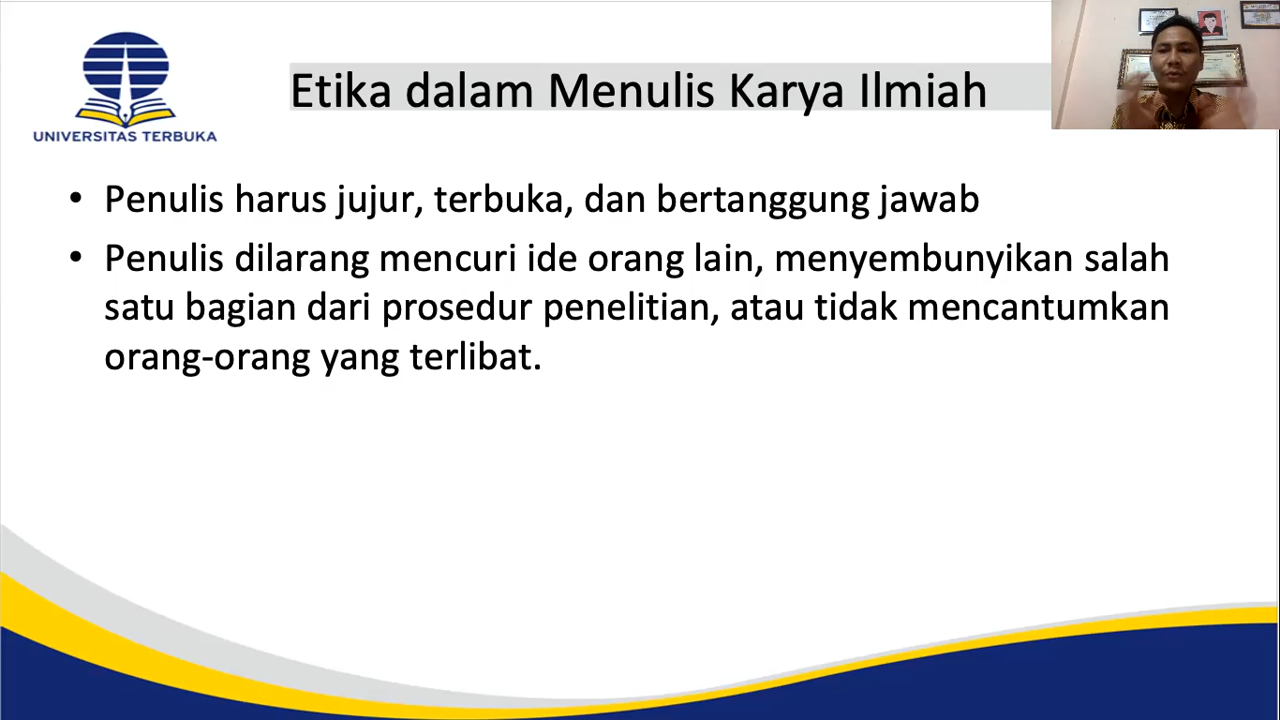 UNIVERSITAS TERBUKA
Etika dalam Menulis Karya Ilmiah
• Penulis harus jujur, terbuka, dan bertanggung jawab
• Penulis dilarang mencuri ide orang lain, menyembunyikan salah
satu bagian dari prosedur penelitian, atau tidak mencantumkan
orang-orang yang terlibat.